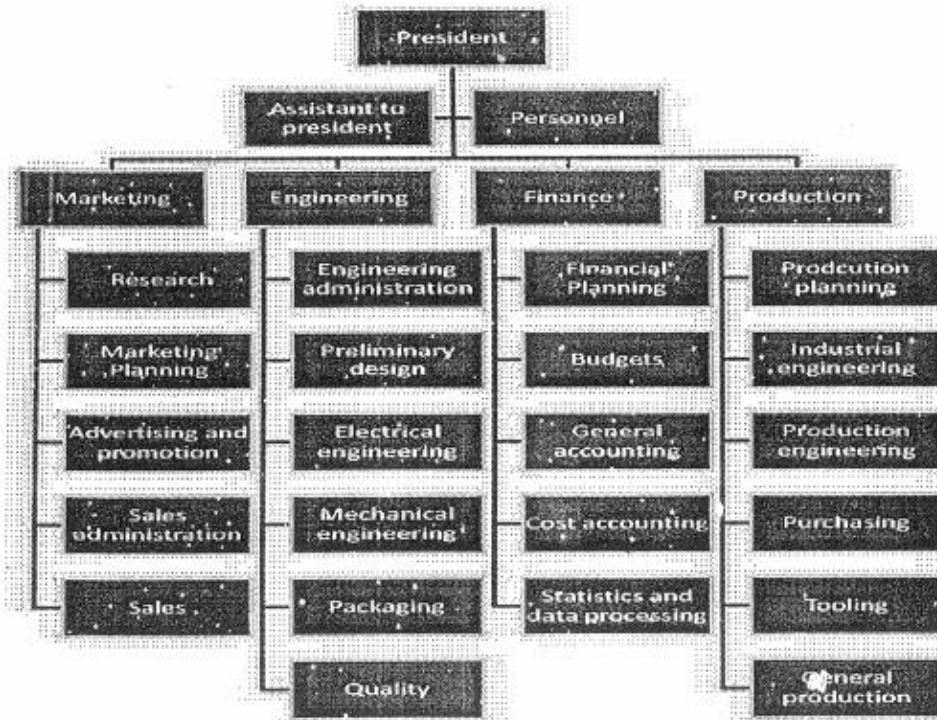 President
Assistant to
president
Personnel
Marketing
Engineering
Finance
Production
Research
Marketing
Planning
Advertising and
promotion
Sales
administration
Sales
Engineering
administration
Preliminary
design
Electrical
engineering
Mechanical
engineering
Packaging
Quality
Financial
Planning
Budgets
General
accounting
Cost accounting
Statistics and
data processing
Prodcution
planning
Industrial
engineering
Production
engineering
Purchasing
Tooling
General
production